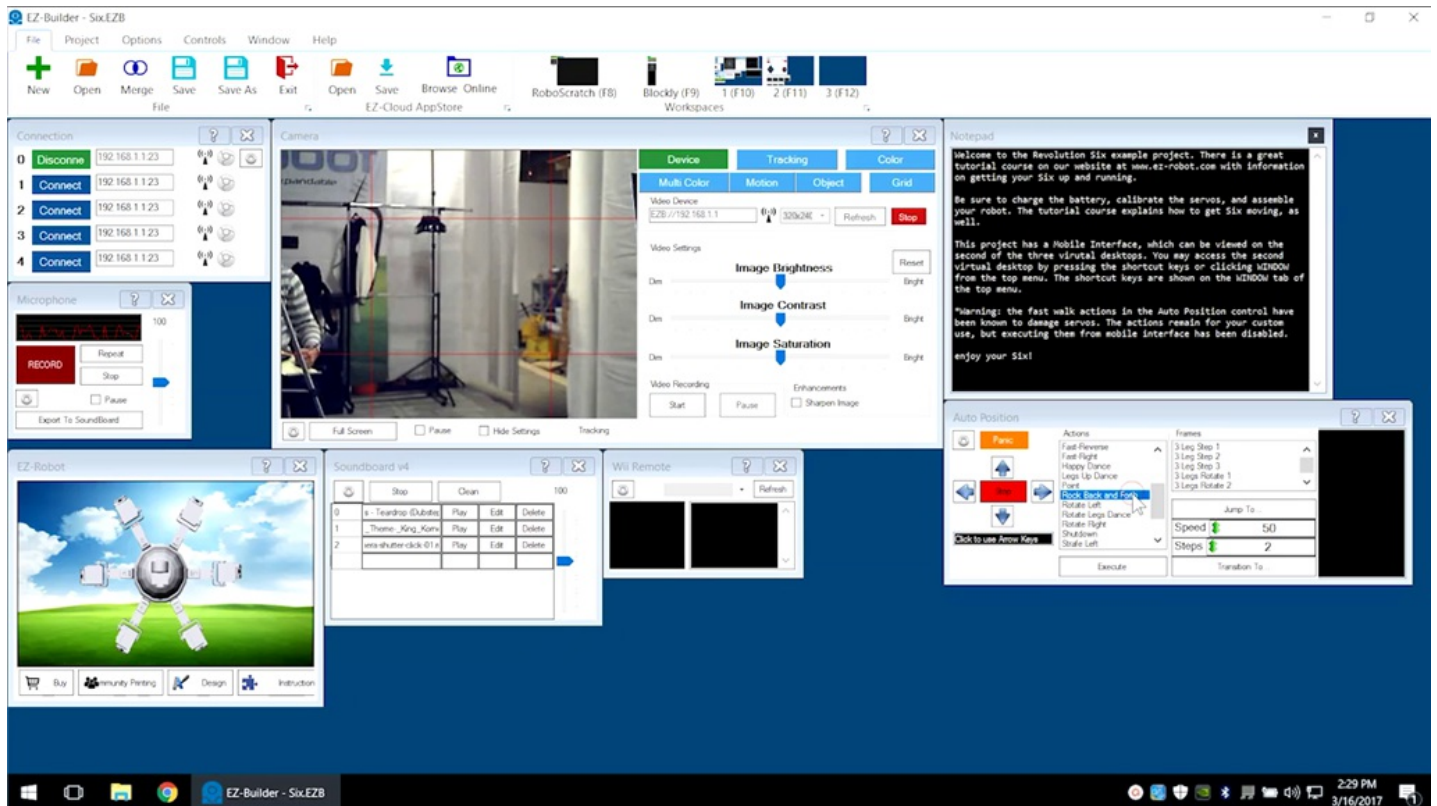 EZ-Builder - Six.EZB
File Project Options Controls Window Help
New Open Merge Save Save As Exit Open Save Browse Online RoboScratch (F8) Blockly (F9) 1 (F10) 2 (F11) 3 (F12)
File EZ-Cloud AppStore Workspaces
Connection
0 Disconne 192.168.1.1:23
1 Connect 192.168.1.1:23
2 Connect 192.168.1.1:23
3 Connect 192.168.1.1:23
4 Connect 192.168.1.1:23
Microphone
100
RECORD
Repeat
Stop
Pause
Export To SoundBoard
Camera
xpandable
Device Tracking Color
Multi Color Motion Object Grid
Video Device
EZB://192.168.1.1 320x24( Refresh Stop
Video Settings
Reset
Image Brightness
Dim Bright
Image Contrast
Dim Bright
Image Saturation
Dim Bright
Video Recording Enhancements
Start Pause Sharpen Image
Full Screen Pause Hide Settings Tracking
Notepad
Welcome to the Revolution Six example project. There is a great
tutorial course on our website at www.ez-robot.com with information
on getting your Six up and running.
Be sure to charge the battery, calibrate the servos, and assemble
your robot. The tutorial course explains how to get Six moving, as
well.
This project has a Mobile Interface, which can be viewed on the
second of the three virutal desktops. You may access the second
virtual desktop by pressing the shortcut keys or clicking WINDOW
from the top menu. The shortcut keys are shown on the WINDOW tab of
the top menu.
*Warning: the fast walk actions in the Auto Position control have
been known to damage servos. The actions remain for your custom
use, but executing them from mobile interface has been disabled.
enjoy your Six!
Auto Position
Panic
Stop
Click to use Arrow Keys
Actions
Fast-Reverse
Fast-Right
Happy Dance
Legs Up Dance
Point
Rock Back and Forth
Rotate Left
Rotate Legs Dance
Rotate Right
Shutdown
Strafe Left
Execute
Frames
3 Leg Step 1
3 Leg Step 2
3 Leg Step 3
3 Legs Rotate 1
3 Legs Rotate 2
Jump To...
Speed 50
Steps 2
Transition To...
EZ-Robot
Buy mmunity Printing Design Instruction
Soundboard v4
Stop Clean 100
0 s - Teardrop (Dubstep Play Edit Delete
1 Play Edit Delete
2 era-shutter-click-01.m Play Edit Delete
Wii Remote
Refresh
EZ-Builder - Six.EZB
2:29 PM
3/16/2017